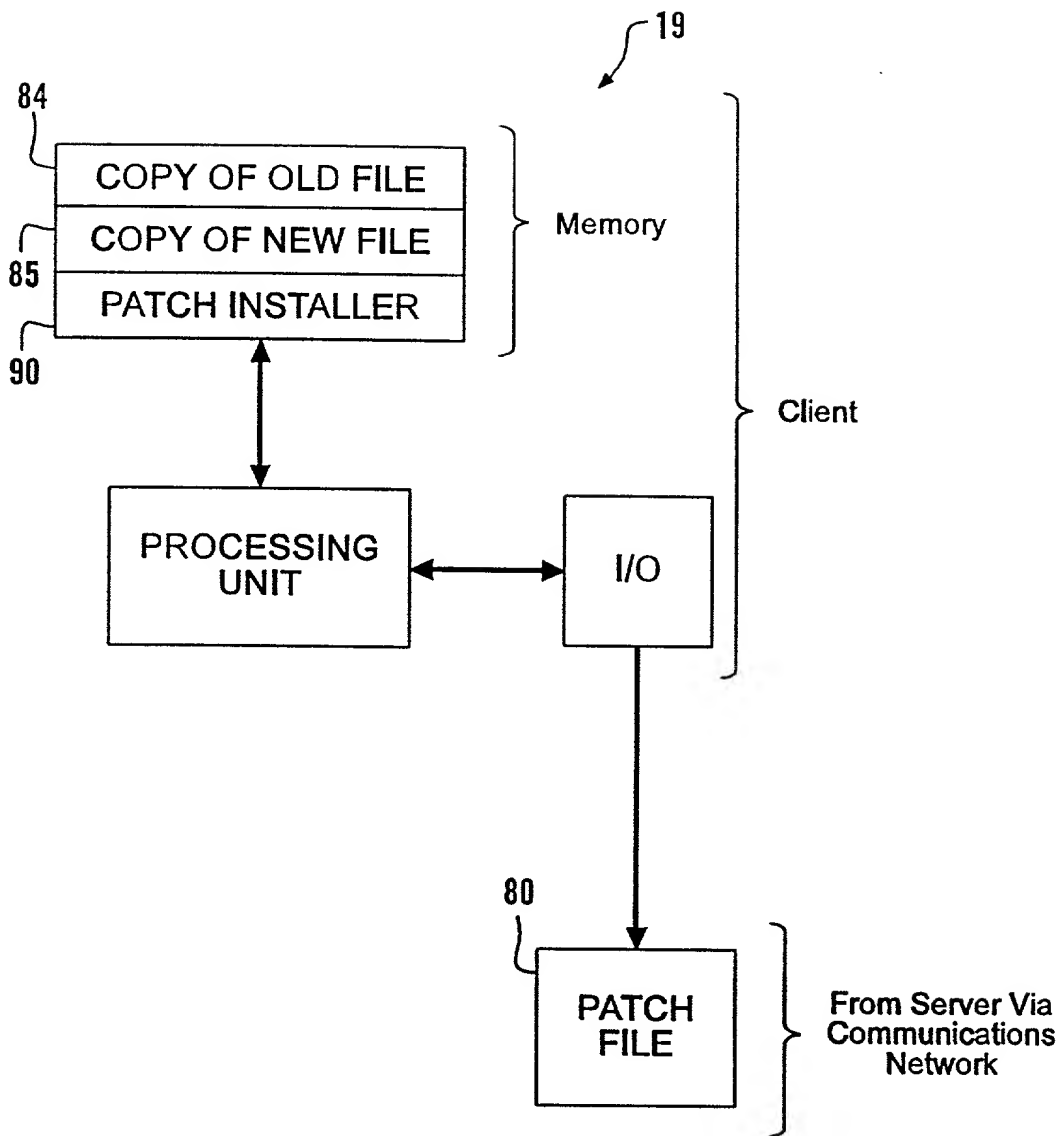 19
84
COPY OF OLD FILE
COPY OF NEW FILE
85
PATCH INSTALLER
90
Memory
Client
PROCESSING
UNIT
I/O
80
PATCH
FILE
From Server Via
Communications
Network